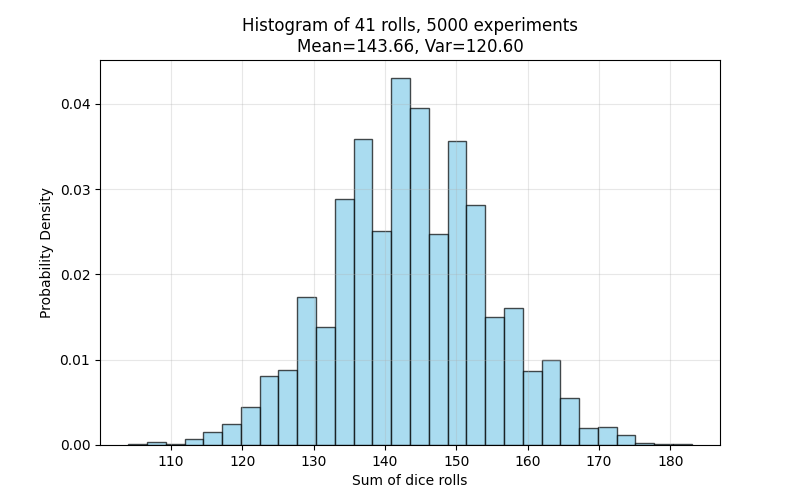 Histogram of 41 rolls, 5000 experiments
Mean=143.66, Var=120.60
0.04
0.03
0.02
0.01
0.00
Probability Density
110 120 130 140 150 160 170 180
Sum of dice rolls